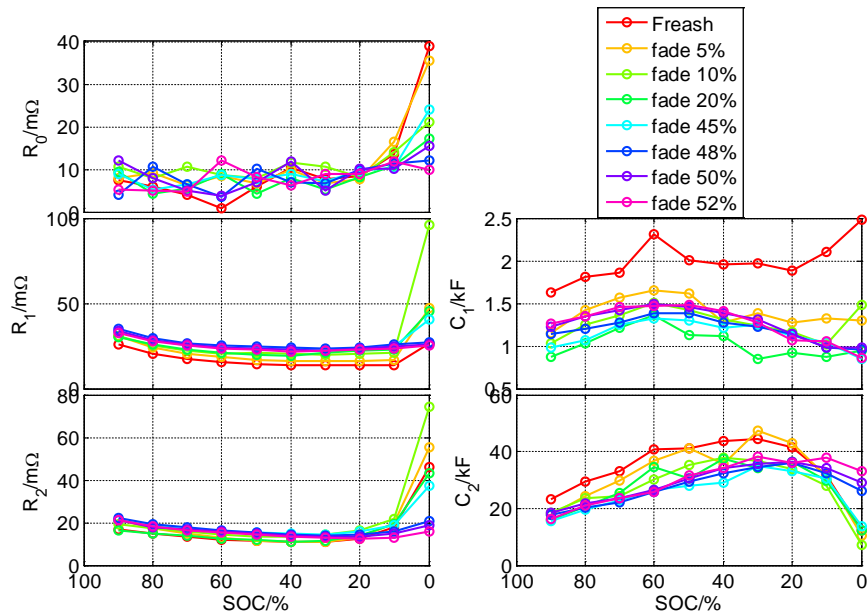 Freash
fade 5%
fade 10%
fade 20%
fade 45%
fade 48%
fade 50%
fade 52%
40
30
20
10
0
R0/mΩ
100
50
0
R1/mΩ
80
60
40
20
0
R2/mΩ
100 80 60 40 20 0
SOC/%
2.5
2
1.5
1
0.5
C1/kF
60
40
20
0
C2/kF
100 80 60 40 20 0
SOC/%